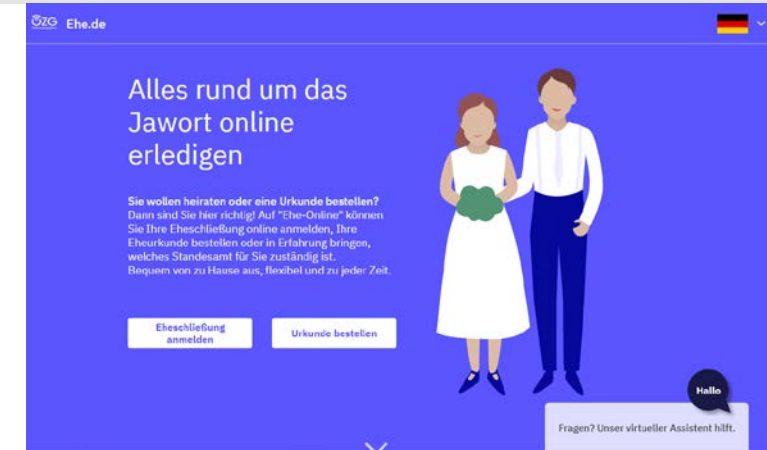 OZG Ehe.de
Alles rund um das
Jawort online
erledigen
Sie wollen heiraten oder eine Urkunde bestellen?
Dann sind Sie hier richtig! Auf "Ehe-Online" können
Sie Ihre Eheschließung online anmelden, Ihre
Eheurkunde bestellen oder in Erfahrung bringen,
welches Standesamt für Sie zuständig ist.
Bequem von zu Hause aus, flexibel und zu jeder Zeit.
Eheschließung
anmelden
Urkunde bestellen
Hallo
Fragen? Unser virtueller Assistent hilft.